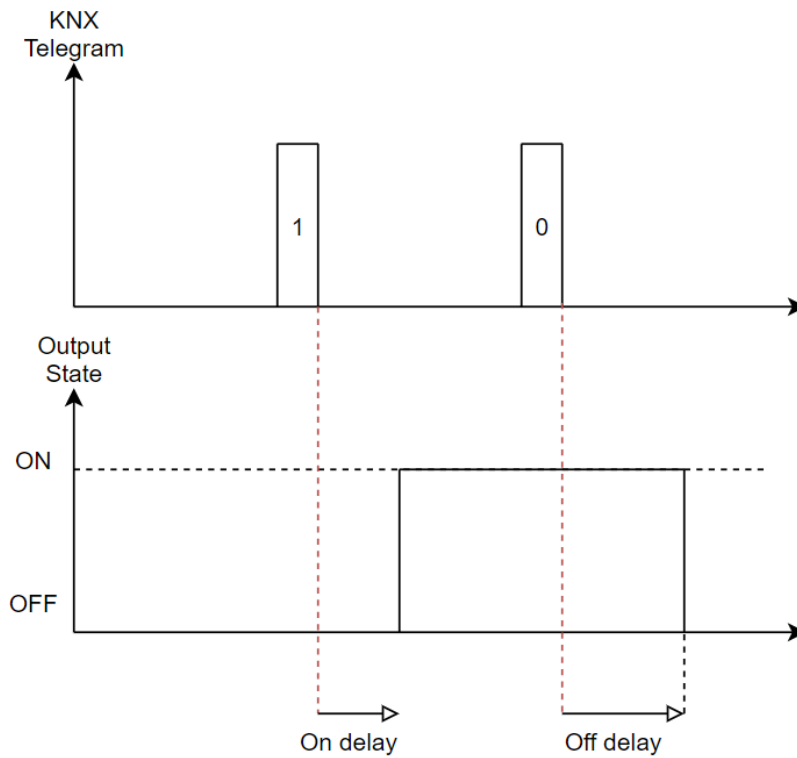 KNX
Telegram
1
0
Output
State
ON
OFF
On delay
Off delay